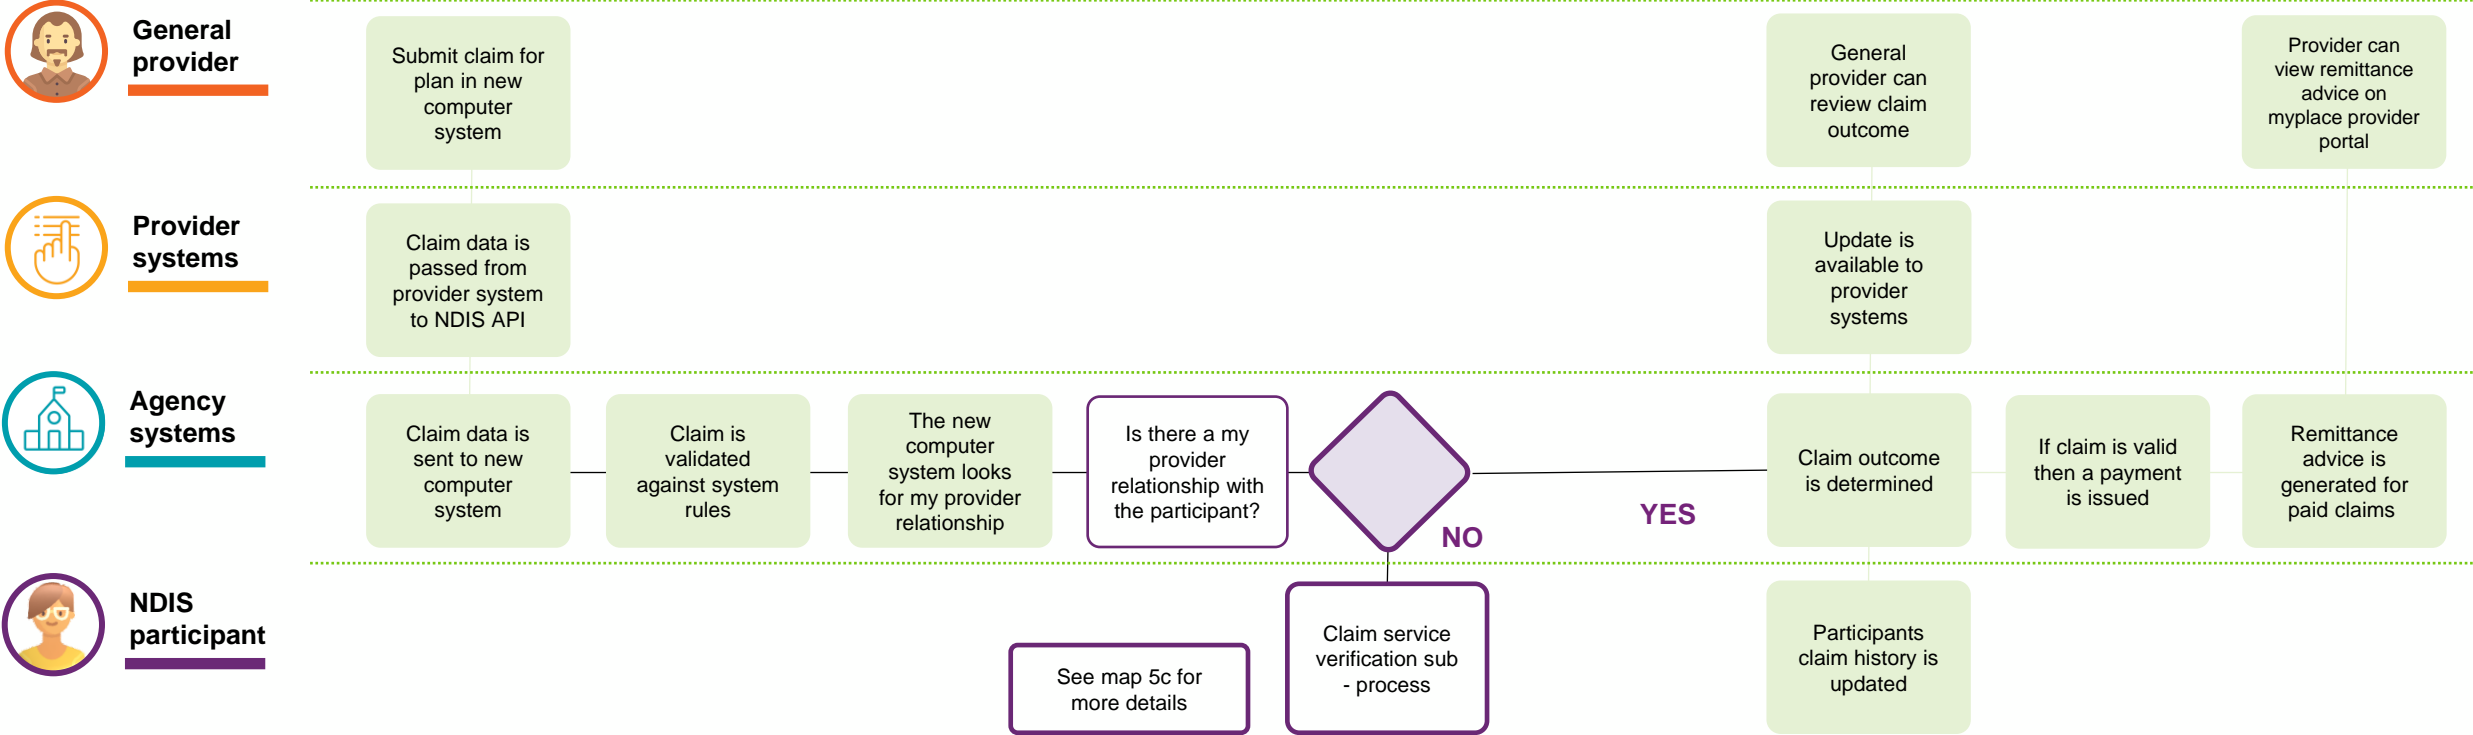 General
provider
Submit claim for
plan in new
computer
system
General
provider can
review claim
outcome
Provider can
view remittance
advice on
myplace provider
portal
Provider
systems
Claim data is
passed from
provider system
to NDIS API
Update is
available to
provider
systems
Agency
systems
Claim data is
sent to new
computer
system
Claim is
validated
against system
rules
The new
computer
system looks
for my provider
relationship
Is there a my
provider
relationship with
the participant?
NO
YES
Claim outcome
is determined
If claim is valid
then a payment
is issued
Remittance
advice is
generated for
paid claims
NDIS
participant
See map 5c for
more details
Claim service
verification sub
- process
Participants
claim history is
updated